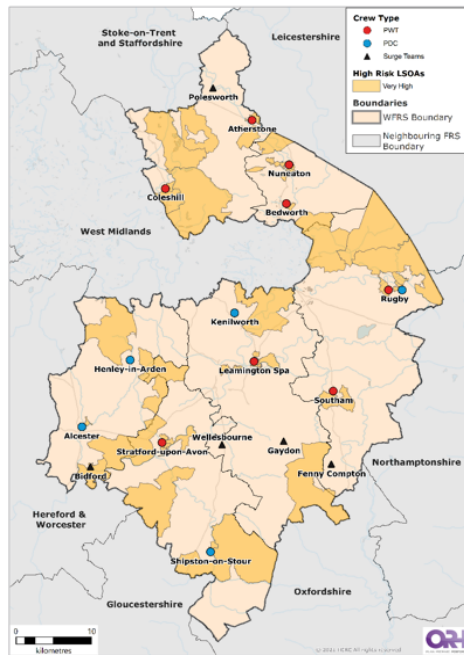 Stoke-on-Trent
and Staffordshire
Leicestershire
Crew Type
PWT
PDC
Surge Teams
High Risk LSOAs
Very High
Boundaries
WFRS Boundary
Neighbouring FRS
Boundary
Polesworth
Atherstone
Nuneaton
Coleshill
Bedworth
West Midlands
Rugby
Kenilworth
Henley-in-Arden
Leamington Spa
Southam
Alcester
Wellesbourne
Stratford-upon-Avon
Gaydon
Bidford
Fenny Compton
Northamptonshire
Hereford &
Worcester
Shipston-on-Stour
Oxfordshire
Gloucestershire
0 10
kilometres
All rights reserved